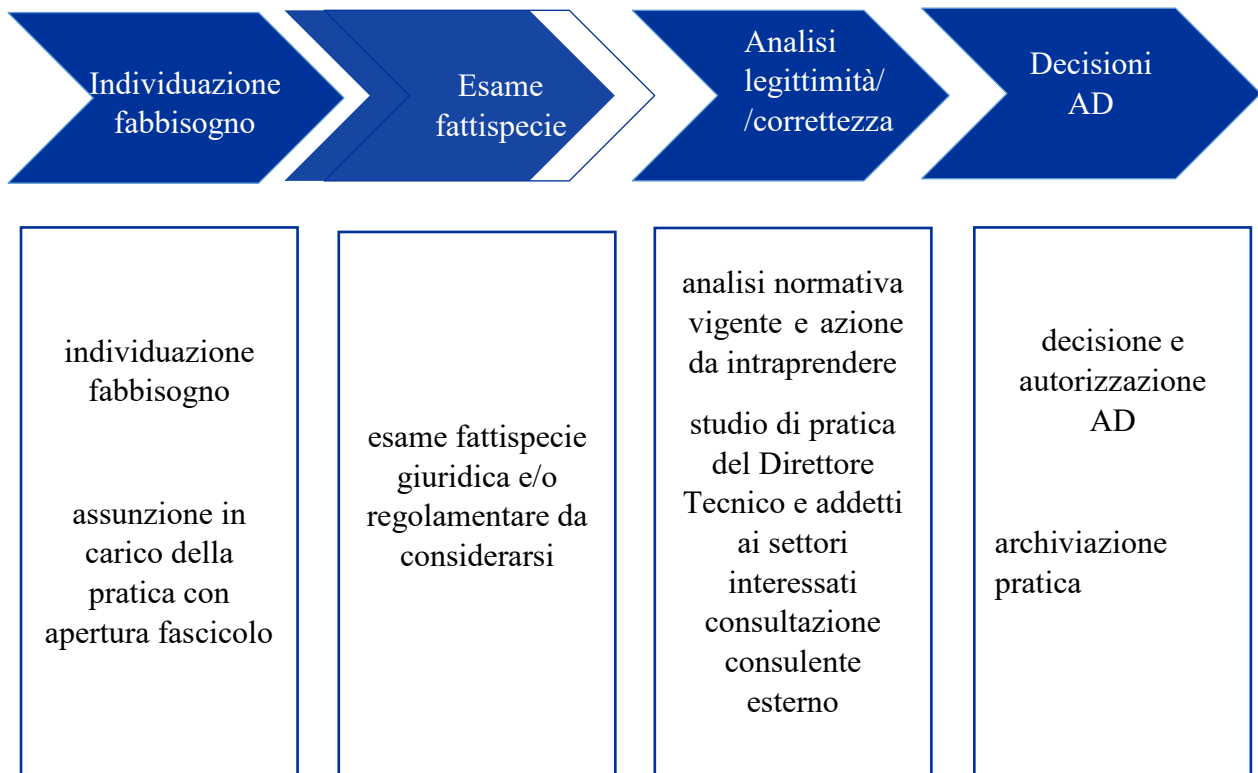 Individuazione
fabbisogno
Esame
fattispecie
Analisi
legittimità/
/correttezza
Decisioni
AD
individuazione
fabbisogno
assunzione in
carico della
pratica con
apertura fascicolo
esame fattispecie
giuridica e/o
regolamentare da
considerarsi
analisi normativa
vigente e azione
da intraprendere
studio di pratica
del Direttore
Tecnico e addetti
ai settori
interessati
consultazione
consulente
esterno
decisione e
autorizzazione
AD
archiviazione
pratica